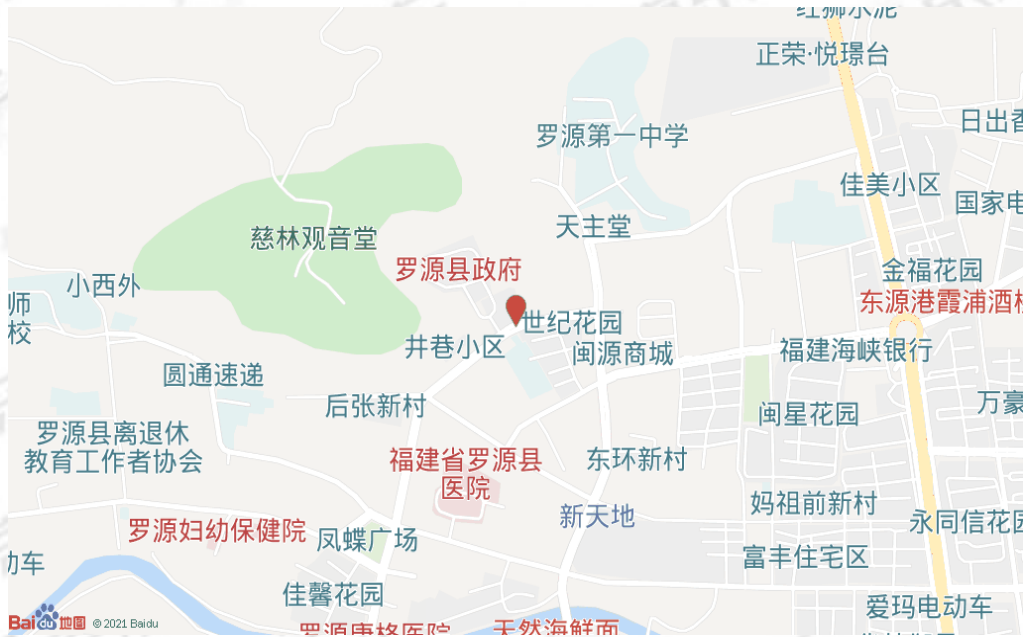 红狮水泥
正荣·悦璟台
日出香
罗源第一中学
佳美小区
国家电
天主堂
慈林观音堂
罗源县政府
金福花园
小西外
师
校
东源港霞浦酒楼
世纪花园
井巷小区
闽源商城
福建海峡银行
圆通速递
后张新村
万豪
闽星花园
罗源县离退休
教育工作者协会
福建省罗源县
医院
东环新村
妈祖前新村
新天地
永同信花园
罗源妇幼保健院
凤蝶广场
动车
富丰住宅区
佳馨花园
爱玛电动车
罗源康格医院
天然海鲜面
Baidu地图 © 2021 Baidu